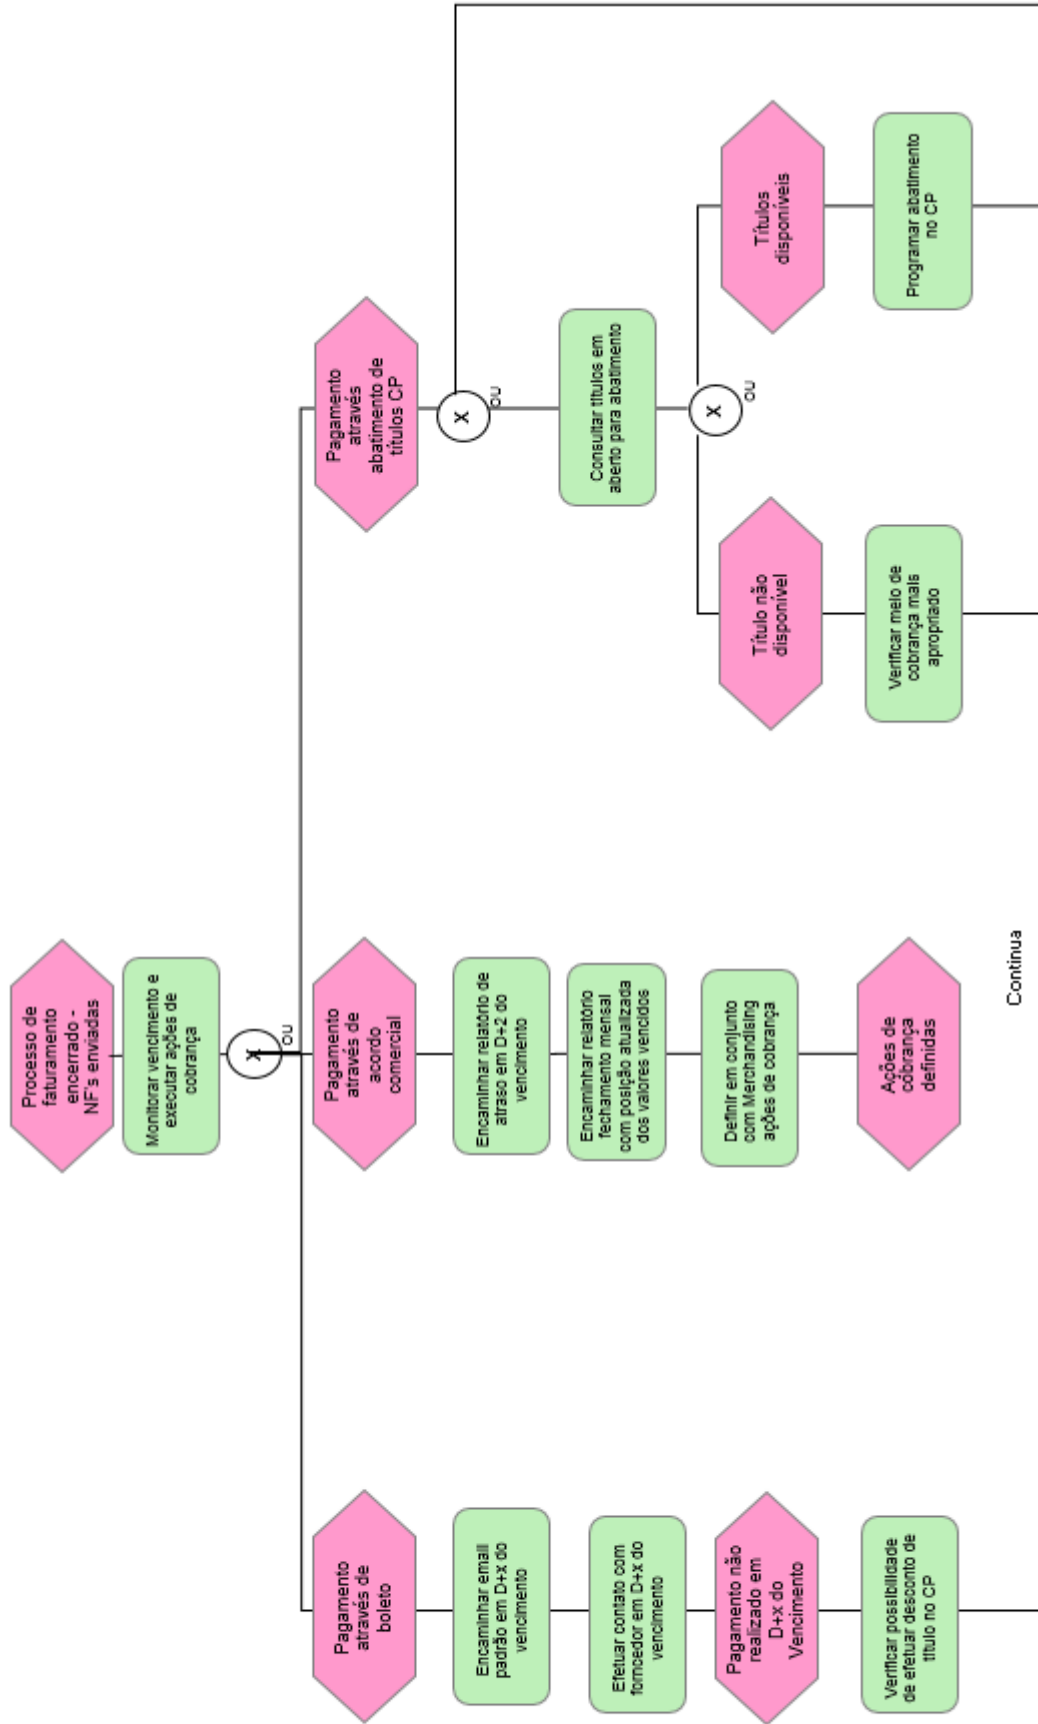 Processo de
faturamento
encerrado -
NF's enviadas
Monitorar vencimento e
executar ações de
cobrança
X
ou
Pagamento
através de
boleto
Encaminhar email
padrão em D+x do
vencimento
Efetuar contato com
forncedor em D+x do
vencimento
Pagamento não
realizado em
D+x do
Vencimento
Verificar possibilidade
de efetuar desconto de
título no CP
Pagamento
através de
acordo
comercial
Encaminhar relatório de
atraso em D+2 do
vencimento
Encaminhar relatório
fechamento mensal
com posição atualizada
dos valores vencidos
Definir em conjunto
com Merchandising
ações de cobrança
Ações de
cobrança
definidas
Pagamento
através
abatimento de
títulos CP
X
ou
Consultar títulos em
aberto para abatimento
X
ou
Título não
disponível
Verificar meio de
cobrança mais
apropriado
Títulos
disponíveis
Programar abatimento
no CP
Continua